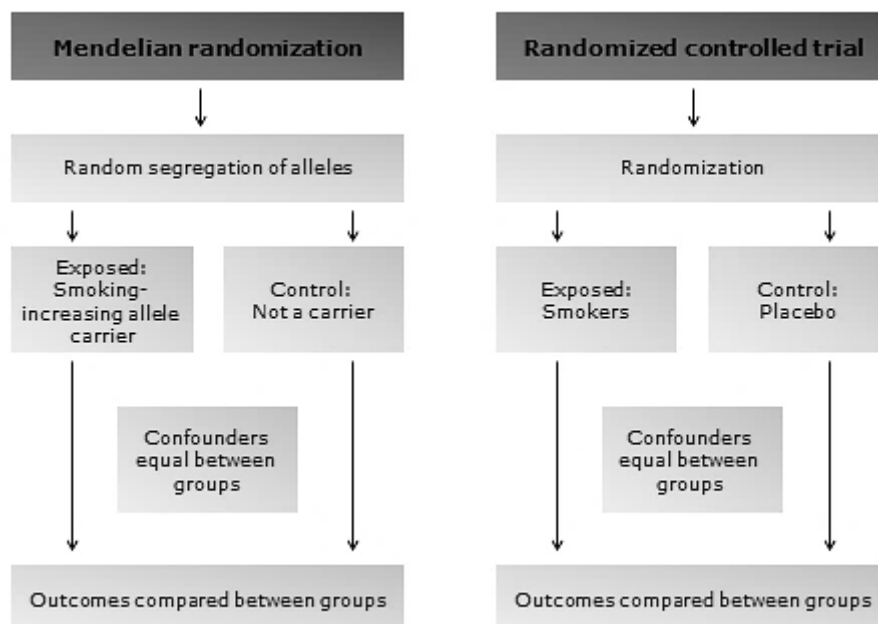 Mendelian randomization
Random segregation of alleles
Exposed:
Smoking-
increasing allele
carrier
Control:
Not a carrier
Confounders
equal between
groups
Outcomes compared between groups
Randomized controlled trial
Randomization
Exposed:
Smokers
Control:
Placebo
Confounders
equal between
groups
Outcomes compared between groups